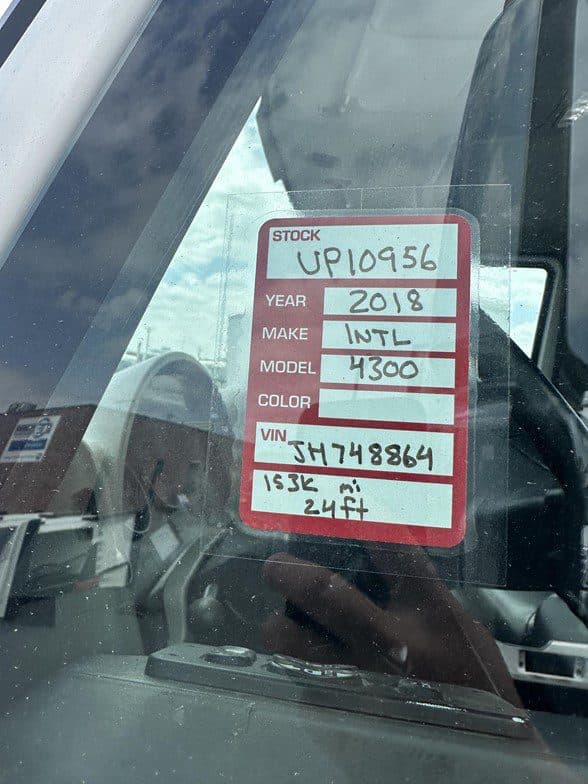 STOCK
UP10956
YEAR 2018
MAKE INTL
MODEL 4300
COLOR
VIN JH748864
153K mi
24ft